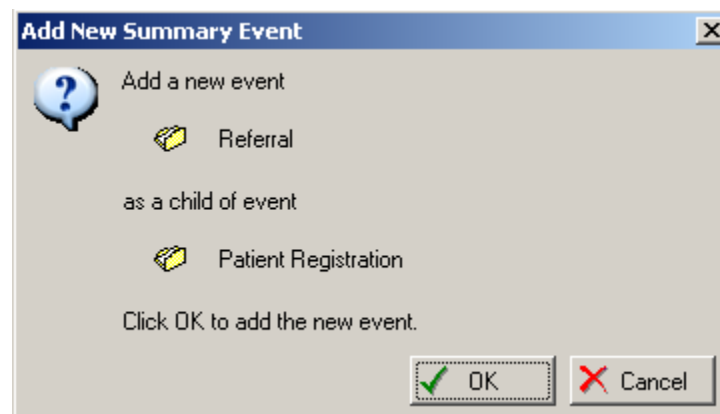 Add New Summary Event
Add a new event
Referral
as a child of event
Patient Registration
Click OK to add the new event.
OK Cancel